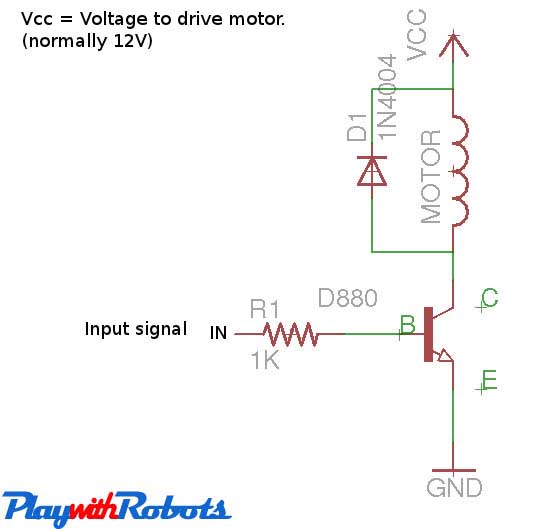 Vcc = Voltage to drive motor.
(normally 12V)
VCC
D1
1N4004
MOTOR
D880
R1
C
B
Input signal
IN
1K
E
GND
PlaywithRobots